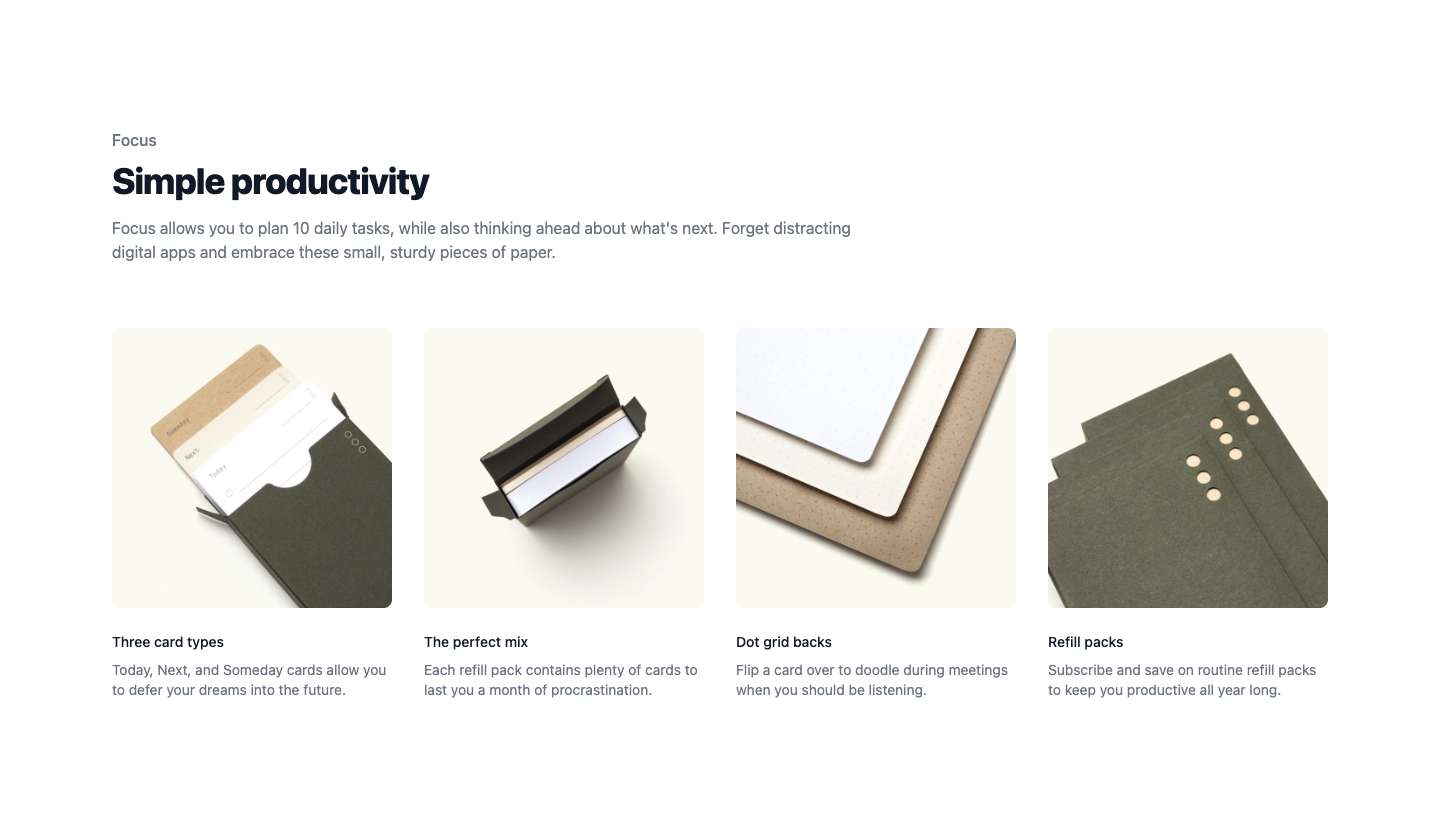 Focus
Simple productivity
Focus allows you to plan 10 daily tasks, while also thinking ahead about what's next. Forget distracting
digital apps and embrace these small, sturdy pieces of paper.
Someday
Next
Today
Three card types
Today, Next, and Someday cards allow you
to defer your dreams into the future.
The perfect mix
Each refill pack contains plenty of cards to
last you a month of procrastination.
Dot grid backs
Flip a card over to doodle during meetings
when you should be listening.
Refill packs
Subscribe and save on routine refill packs
to keep you productive all year long.